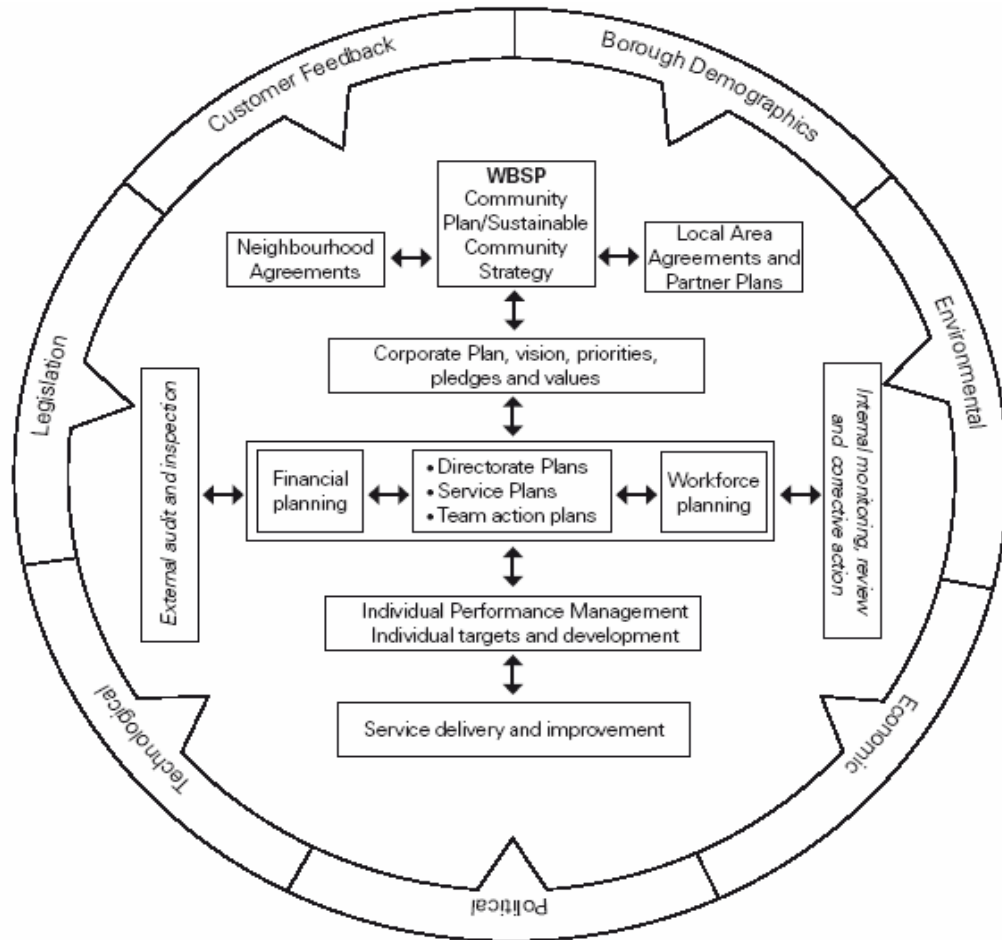 Customer Feedback
Borough Demographics
WBSP
Community
Plan/Sustainable
Community
Strategy
Neighbourhood
Agreements
Local Area
Agreements and
Partner Plans
Legislation
Environmental
Corporate Plan, vision, priorities,
pledges and values
External audit and inspection
Financial
planning
• Directorate Plans
• Service Plans
• Team action plans
Workforce
planning
Internal monitoring, review
and corrective action
Individual Performance Management
Individual targets and development
Service delivery and improvement
Technological
Economic
Political